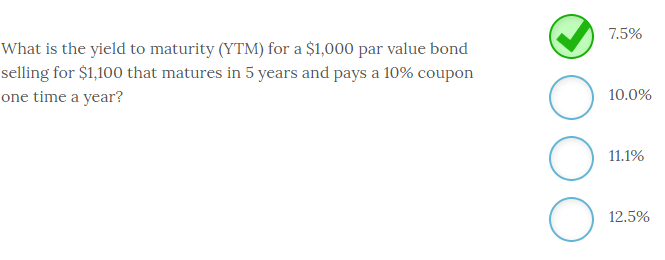 What is the yield to maturity (YTM) for a $1,000 par value bond
selling for $1,100 that matures in 5 years and pays a 10% coupon
one time a year?
7.5%
10.0%
11.1%
12.5%